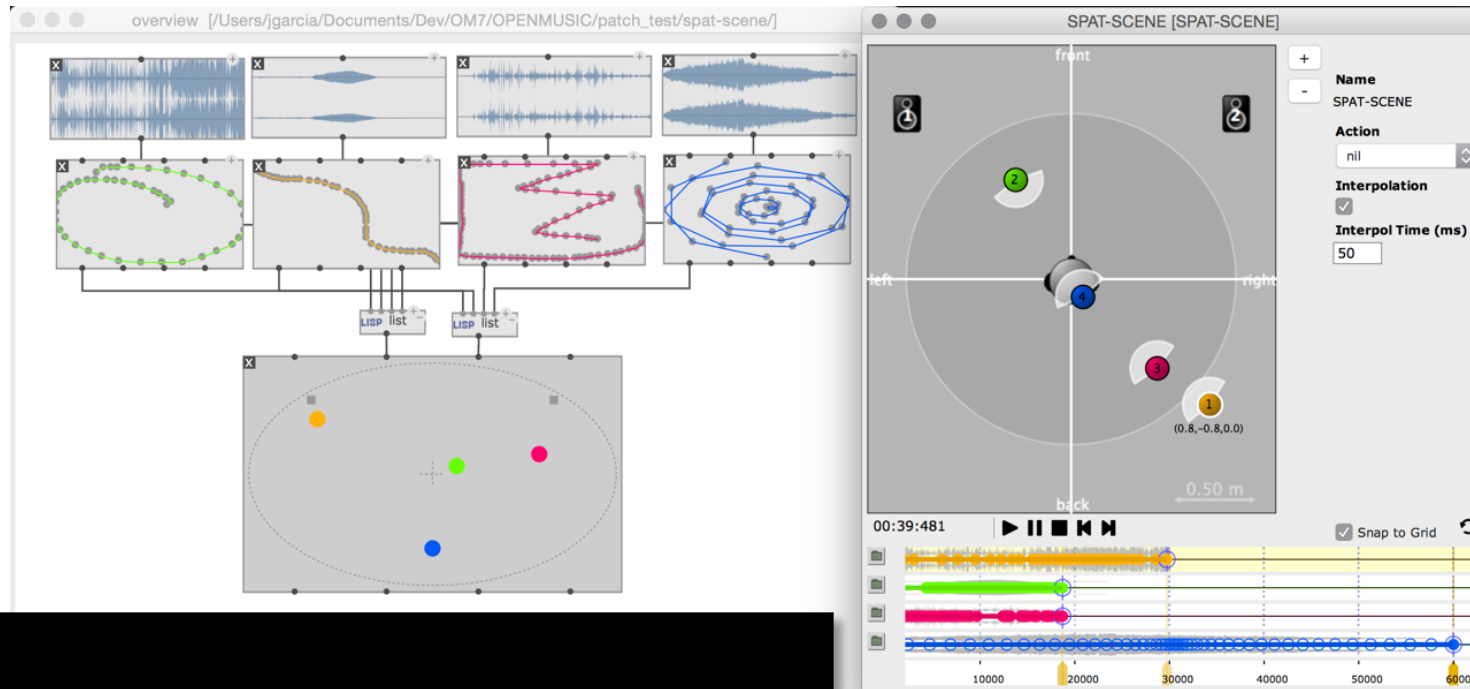 overview [/Users/jgarcia/Documents/Dev/OM7/OPENMUSIC/patch_test/spat-scene/]
X
X
X
X
X
X
X
X
LISP list
LISP list
X
SPAT-SCENE [SPAT-SCENE]
front
1
2
2
left
right
4
3
1
(0.8,-0.8,0.0)
0.50 m
back
+
-
Name
SPAT-SCENE
Action
nil
Interpolation
Interpol Time (ms)
50
00:39:481
Snap to Grid
10000
20000
30000
40000
50000
6000